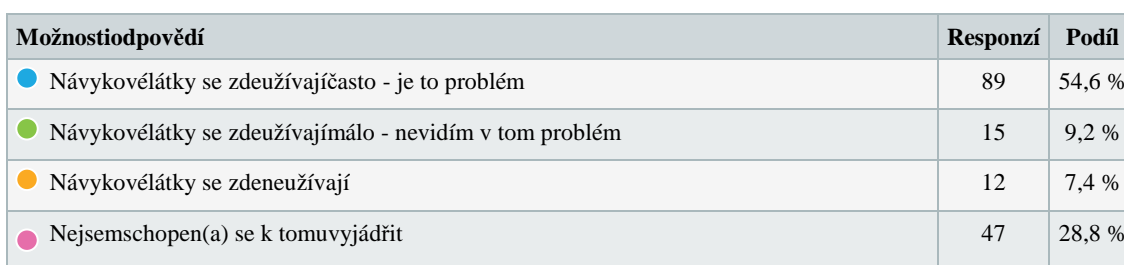 Možnostiodpovědí Responzí Podíl
Návykovélátky se zdeužívajíčasto - je to problém 89 54,6 %
Návykovélátky se zdeužívajímálo - nevidím v tom problém 15 9,2 %
Návykovélátky se zdeneužívají 12 7,4 %
Nejsemschopen(a) se k tomuvyjádřit 47 28,8 %